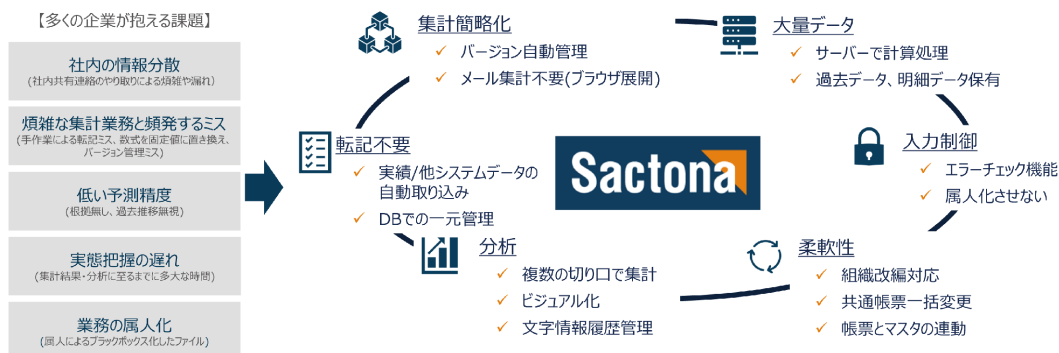 【多くの企業が抱える課題】
社内の情報分散
(社内共有連絡のやり取りによる煩雑や漏れ)
煩雑な集計業務と頻発するミス
(手作業による転記ミス、数式を固定値に置き換え、
バージョン管理ミス)
低い予測精度
(根拠無し、過去推移無視)
実態把握の遅れ
(集計結果・分析に至るまでに多大な時間)
業務の属人化
(属人によるブラックボックス化したファイル)
集計簡略化
✓ バージョン自動管理
✓ メール集計不要(ブラウザ展開)
大量データ
✓ サーバーで計算処理
✓ 過去データ、明細データ保有
転記不要
✓ 実績/他システムデータの
自動取り込み
✓ DBでの一元管理
Sactona
入力制御
✓ エラーチェック機能
✓ 属人化させない
分析
✓ 複数の切り口で集計
✓ ビジュアル化
✓ 文字情報履歴管理
柔軟性
✓ 組織改編対応
✓ 共通帳票一括変更
✓ 帳票とマスタの連動